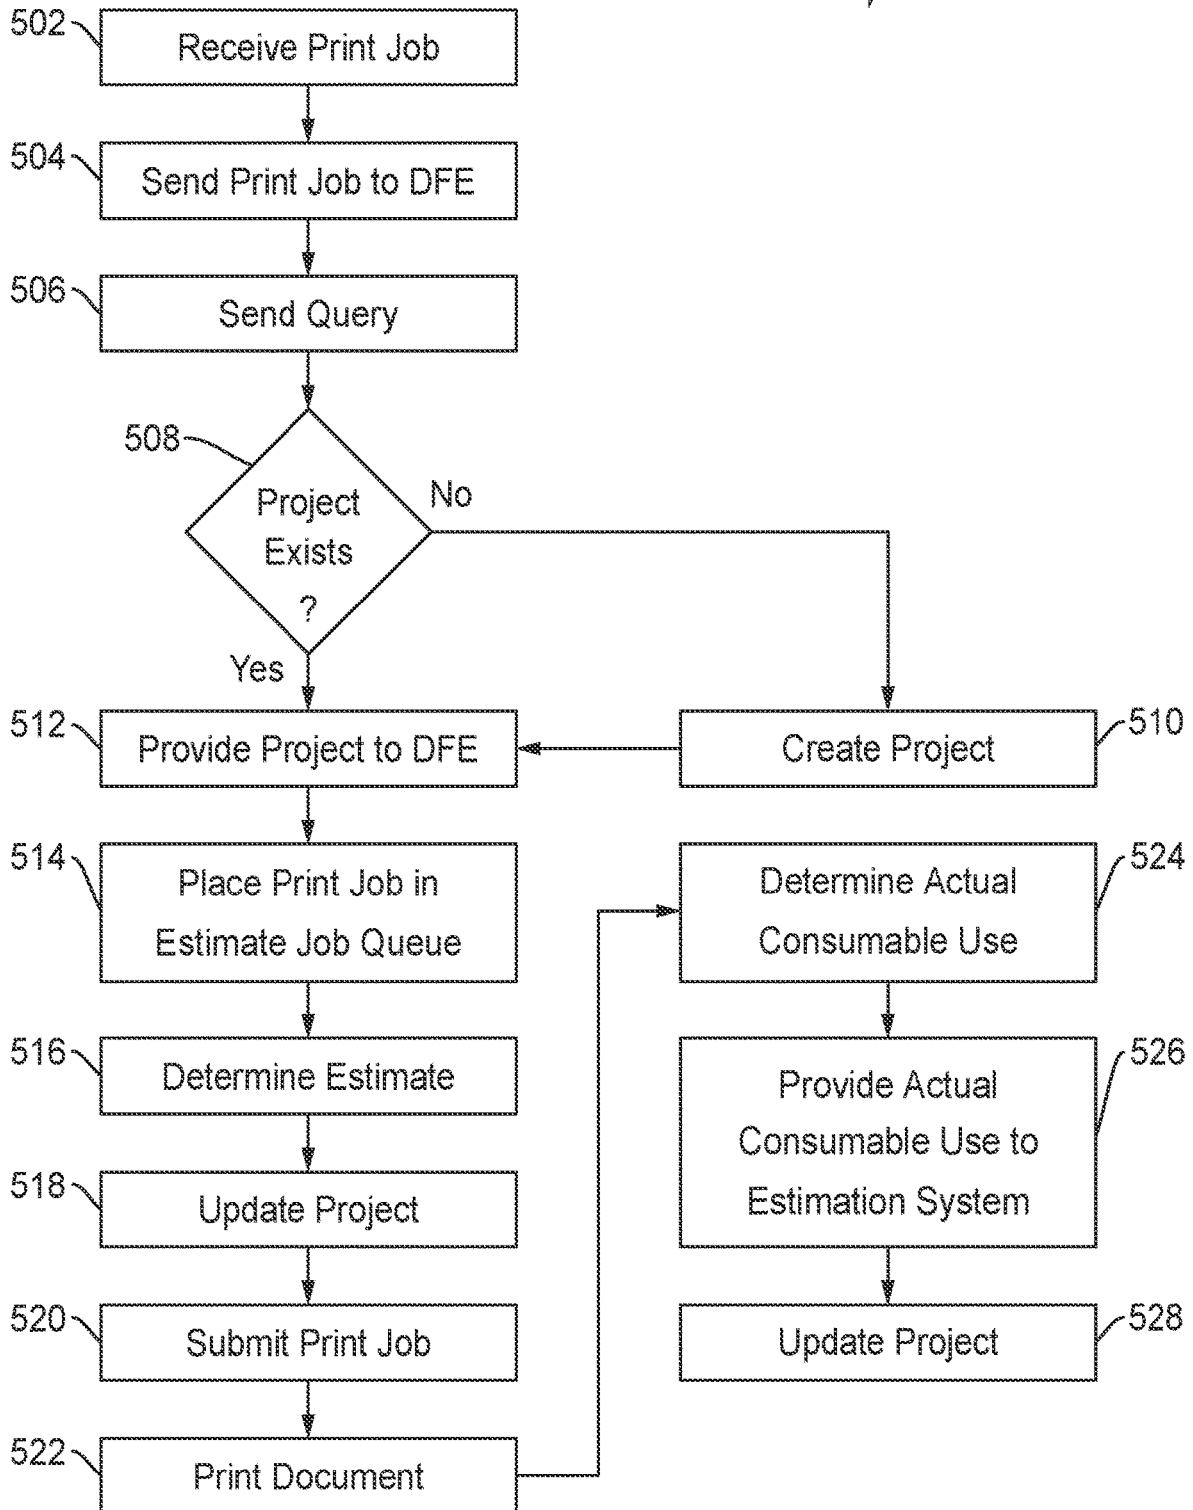 502
Receive Print Job
504
Send Print Job to DFE
506
Send Query
508
Project
Exists
?
No
Yes
512
Provide Project to DFE
510
Create Project
514
Place Print Job in
Estimate Job Queue
516
Determine Estimate
518
Update Project
520
Submit Print Job
522
Print Document
524
Determine Actual
Consumable Use
526
Provide Actual
Consumable Use to
Estimation System
528
Update Project